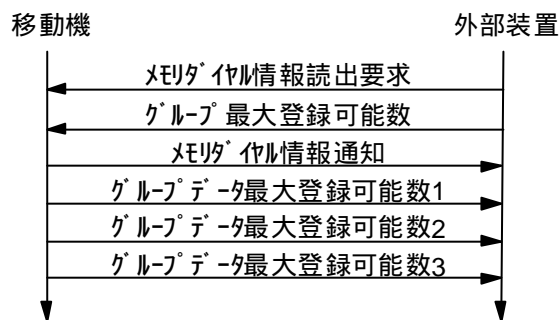 移動機
外部装置
ﾒﾓﾘﾀﾞｲﾔﾙ情報読出要求
ｸﾞﾙｰﾌﾟ最大登録可能数
ﾒﾓﾘﾀﾞｲﾔﾙ情報通知
ｸﾞﾙｰﾌﾟﾃﾞｰﾀ最大登録可能数1
ｸﾞﾙｰﾌﾟﾃﾞｰﾀ最大登録可能数2
ｸﾞﾙｰﾌﾟﾃﾞｰﾀ最大登録可能数3